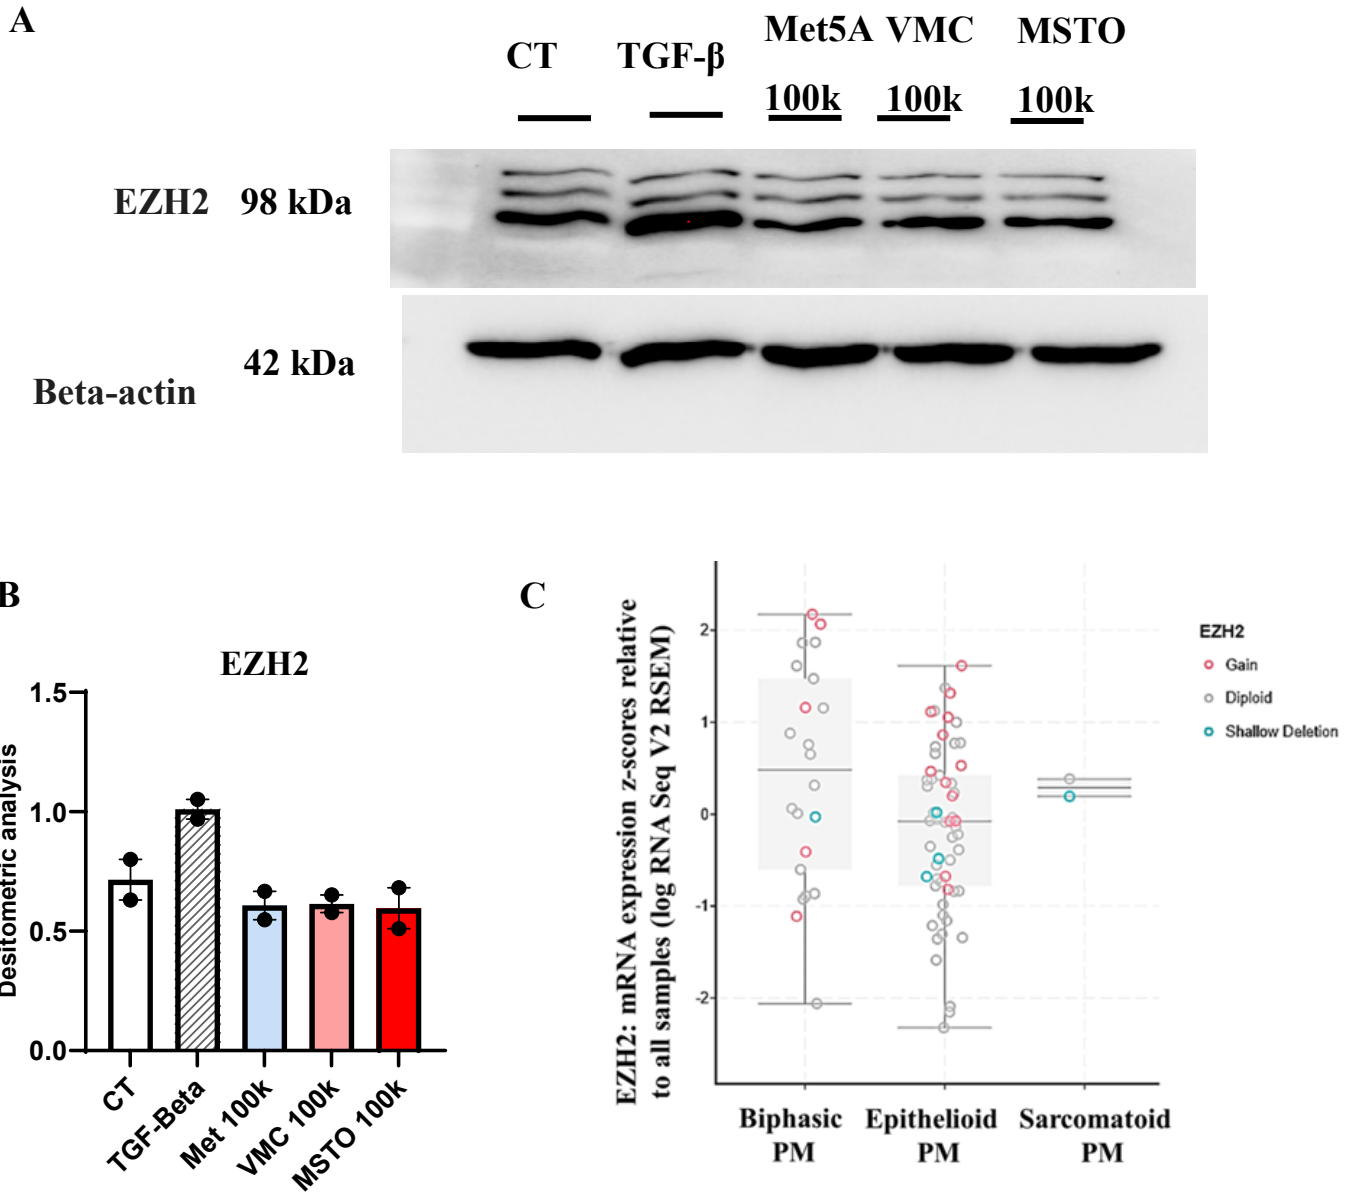 A
CT
TGF-β
Met5A
VMC
MSTO
100k
100k
100k
EZH2
98 kDa
42 kDa
Beta-actin
B
EZH2
1.5
1.0
0.5
0.0
Desitometric analysis
CT
TGF-Beta
Met 100k
VMC 100k
MSTO 100k
C
EZH2: mRNA expression z-scores relative
to all samples (log RNA Seq V2 RSEM)
2
1
0
-1
-2
Biphasic
PM
Epithelioid
PM
Sarcomatoid
PM
EZH2
Gain
Diploid
Shallow Deletion